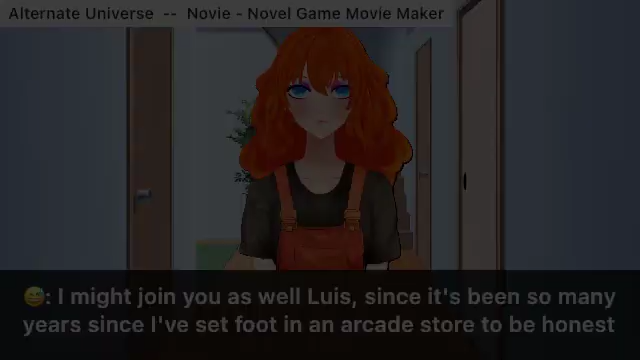 Alternate Universe -- Novie - Novel Game Movie Maker
😅: I might join you as well Luis, since it's been so many
years since I've set foot in an arcade store to be honest